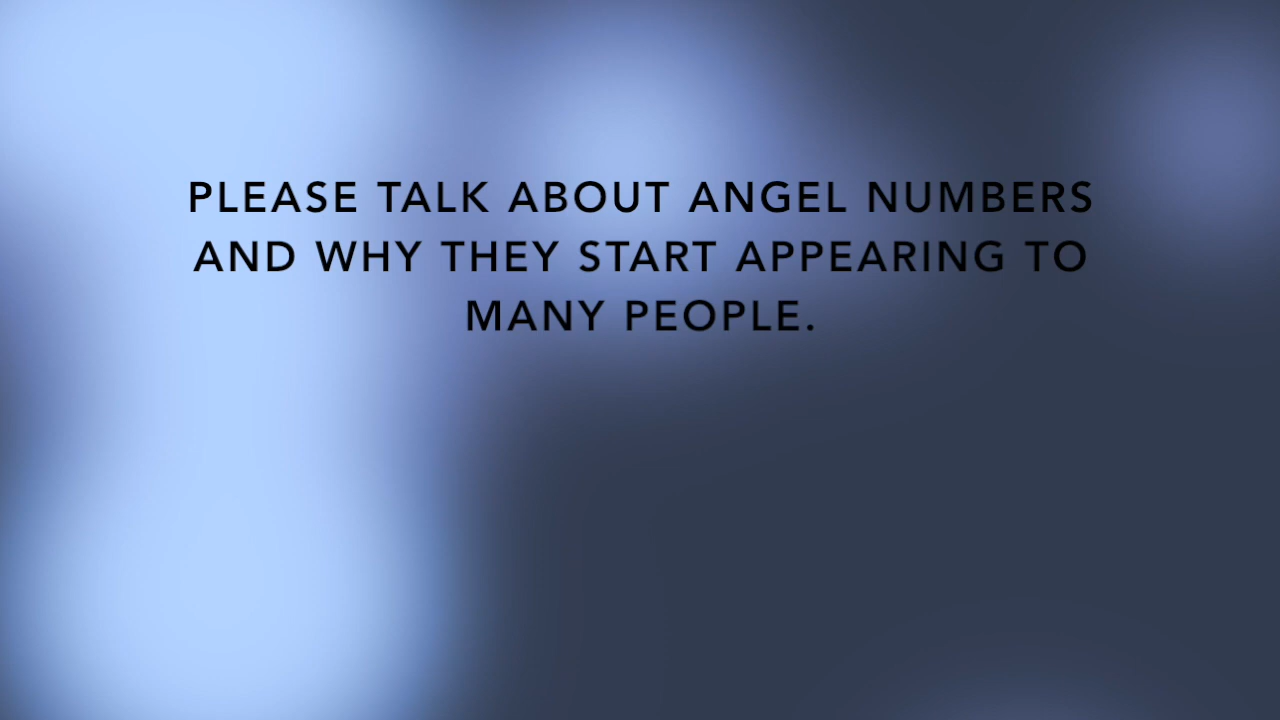 PLEASE TALK ABOUT ANGEL NUMBERS
AND WHY THEY START APPEARING TO
MANY PEOPLE.